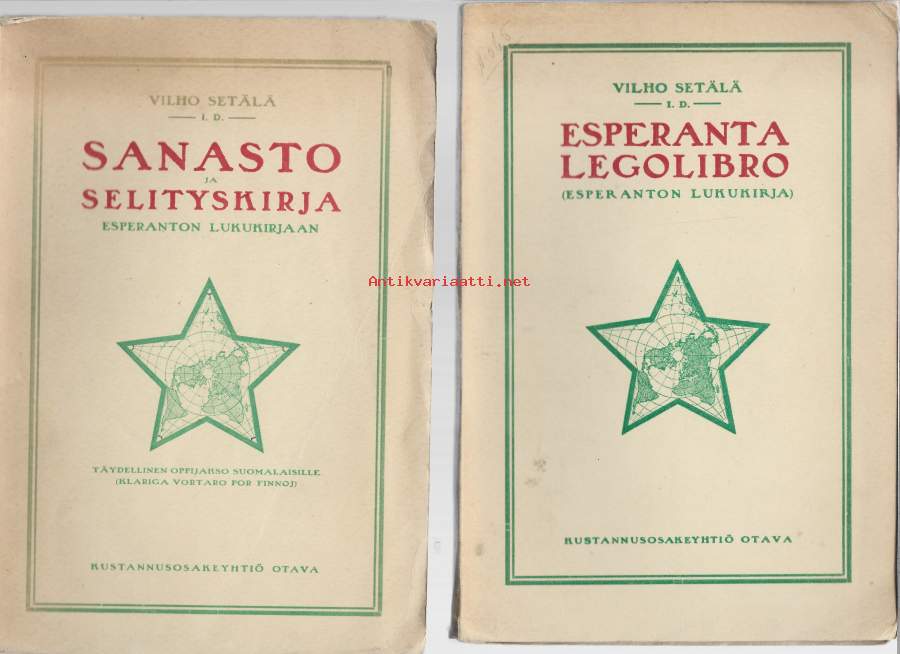 VILHO SETÄLÄ
I. D.
SANASTO
JA
SELITYSKIRJA
ESPERANTON LUKUKIRJAAN
TÄYDELLINEN OPPIJAKSO SUOMALAISILLE
(KLARIGA VORTARO POR FINNOJ)
KUSTANNUSOSAKEYHTIÖ OTAVA
VILHO SETÄLÄ
I. D.
ESPERANTA
LEGOLIBRO
(ESPERANTON LUKUKIRJA)
KUSTANNUSOSAKEYHTIÖ OTAVA
Antikvariaatti.net